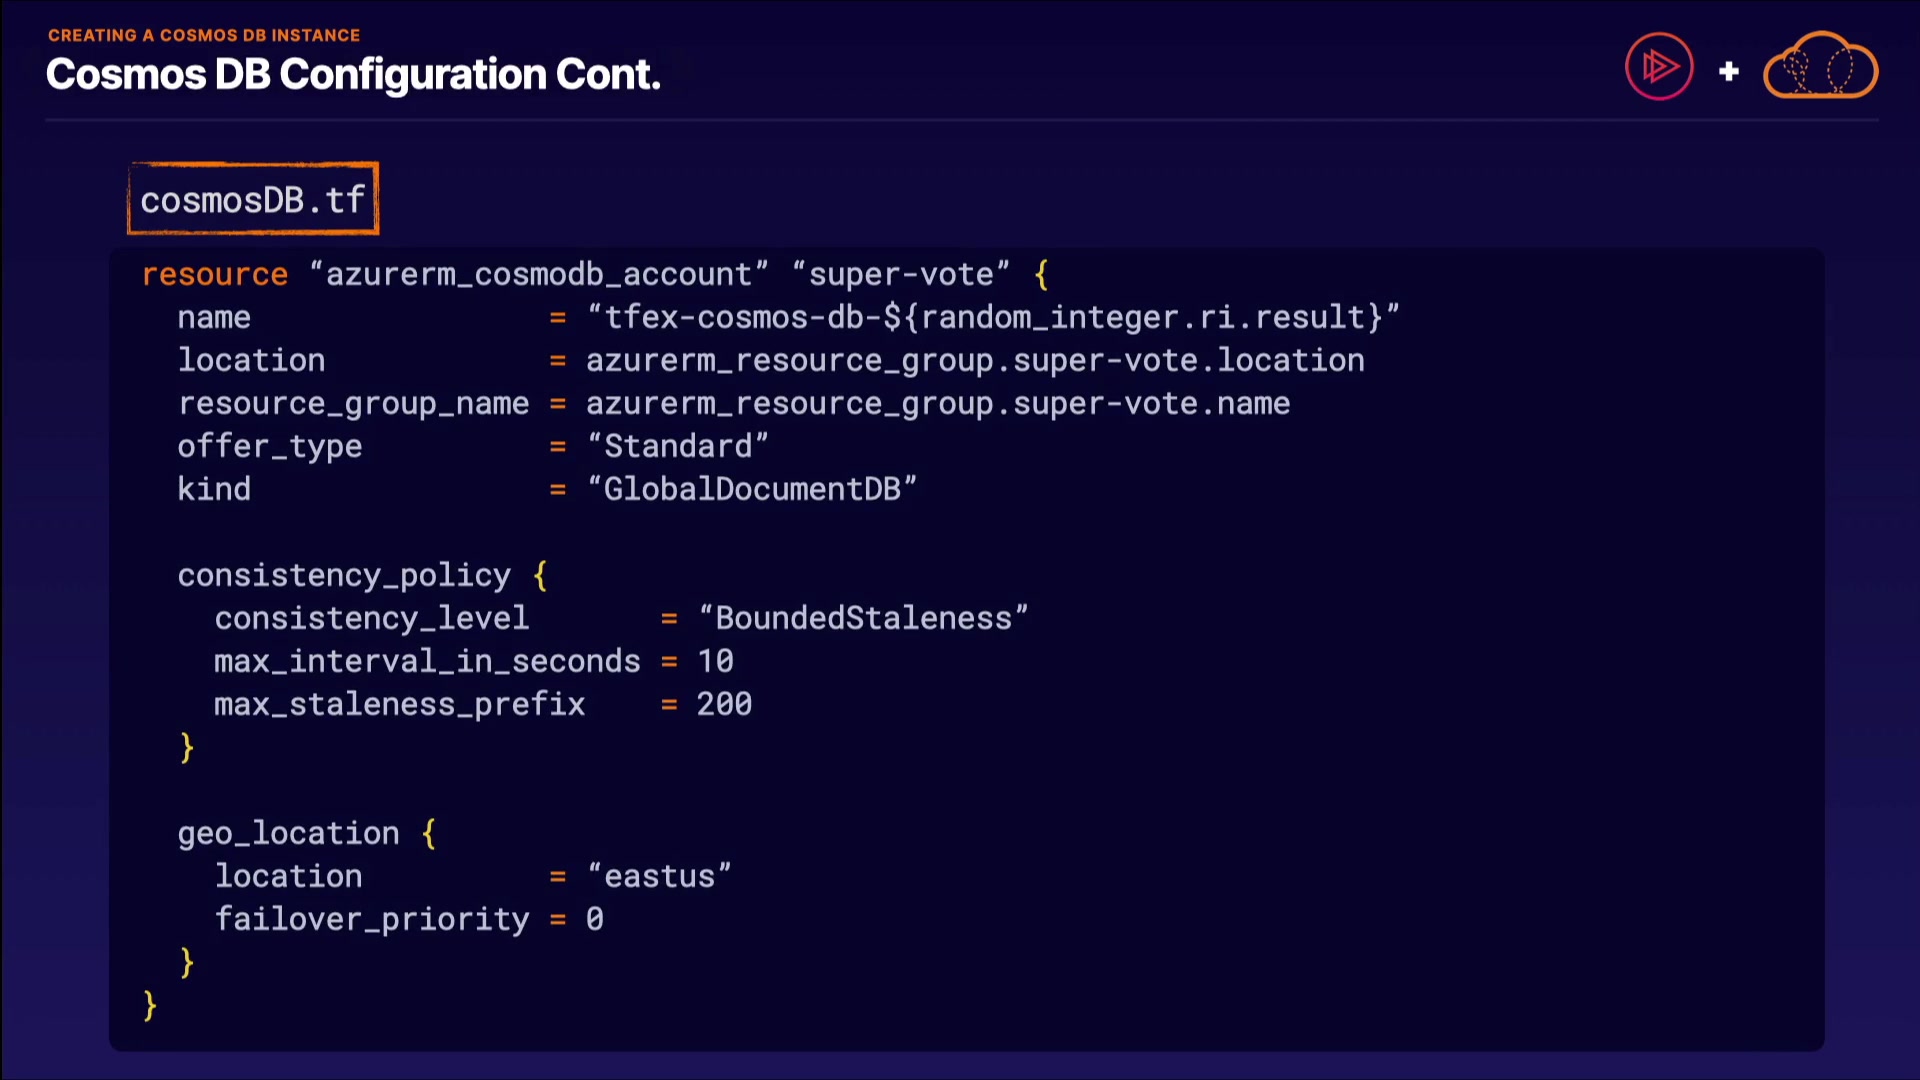 CREATING A COSMOS DB INSTANCE
Cosmos DB Configuration Cont.
+
cosmosDB.tf
resource “azurerm_cosmodb_account” “super-vote” {
  name                = “tfex-cosmos-db-${random_integer.ri.result}”
  location            = azurerm_resource_group.super-vote.location
  resource_group_name = azurerm_resource_group.super-vote.name
  offer_type          = “Standard”
  kind                = “GlobalDocumentDB”
  consistency_policy {
    consistency_level       = “BoundedStaleness”
    max_interval_in_seconds = 10
    max_staleness_prefix    = 200
  }
  geo_location {
    location          = “eastus”
    failover_priority = 0
  }
}